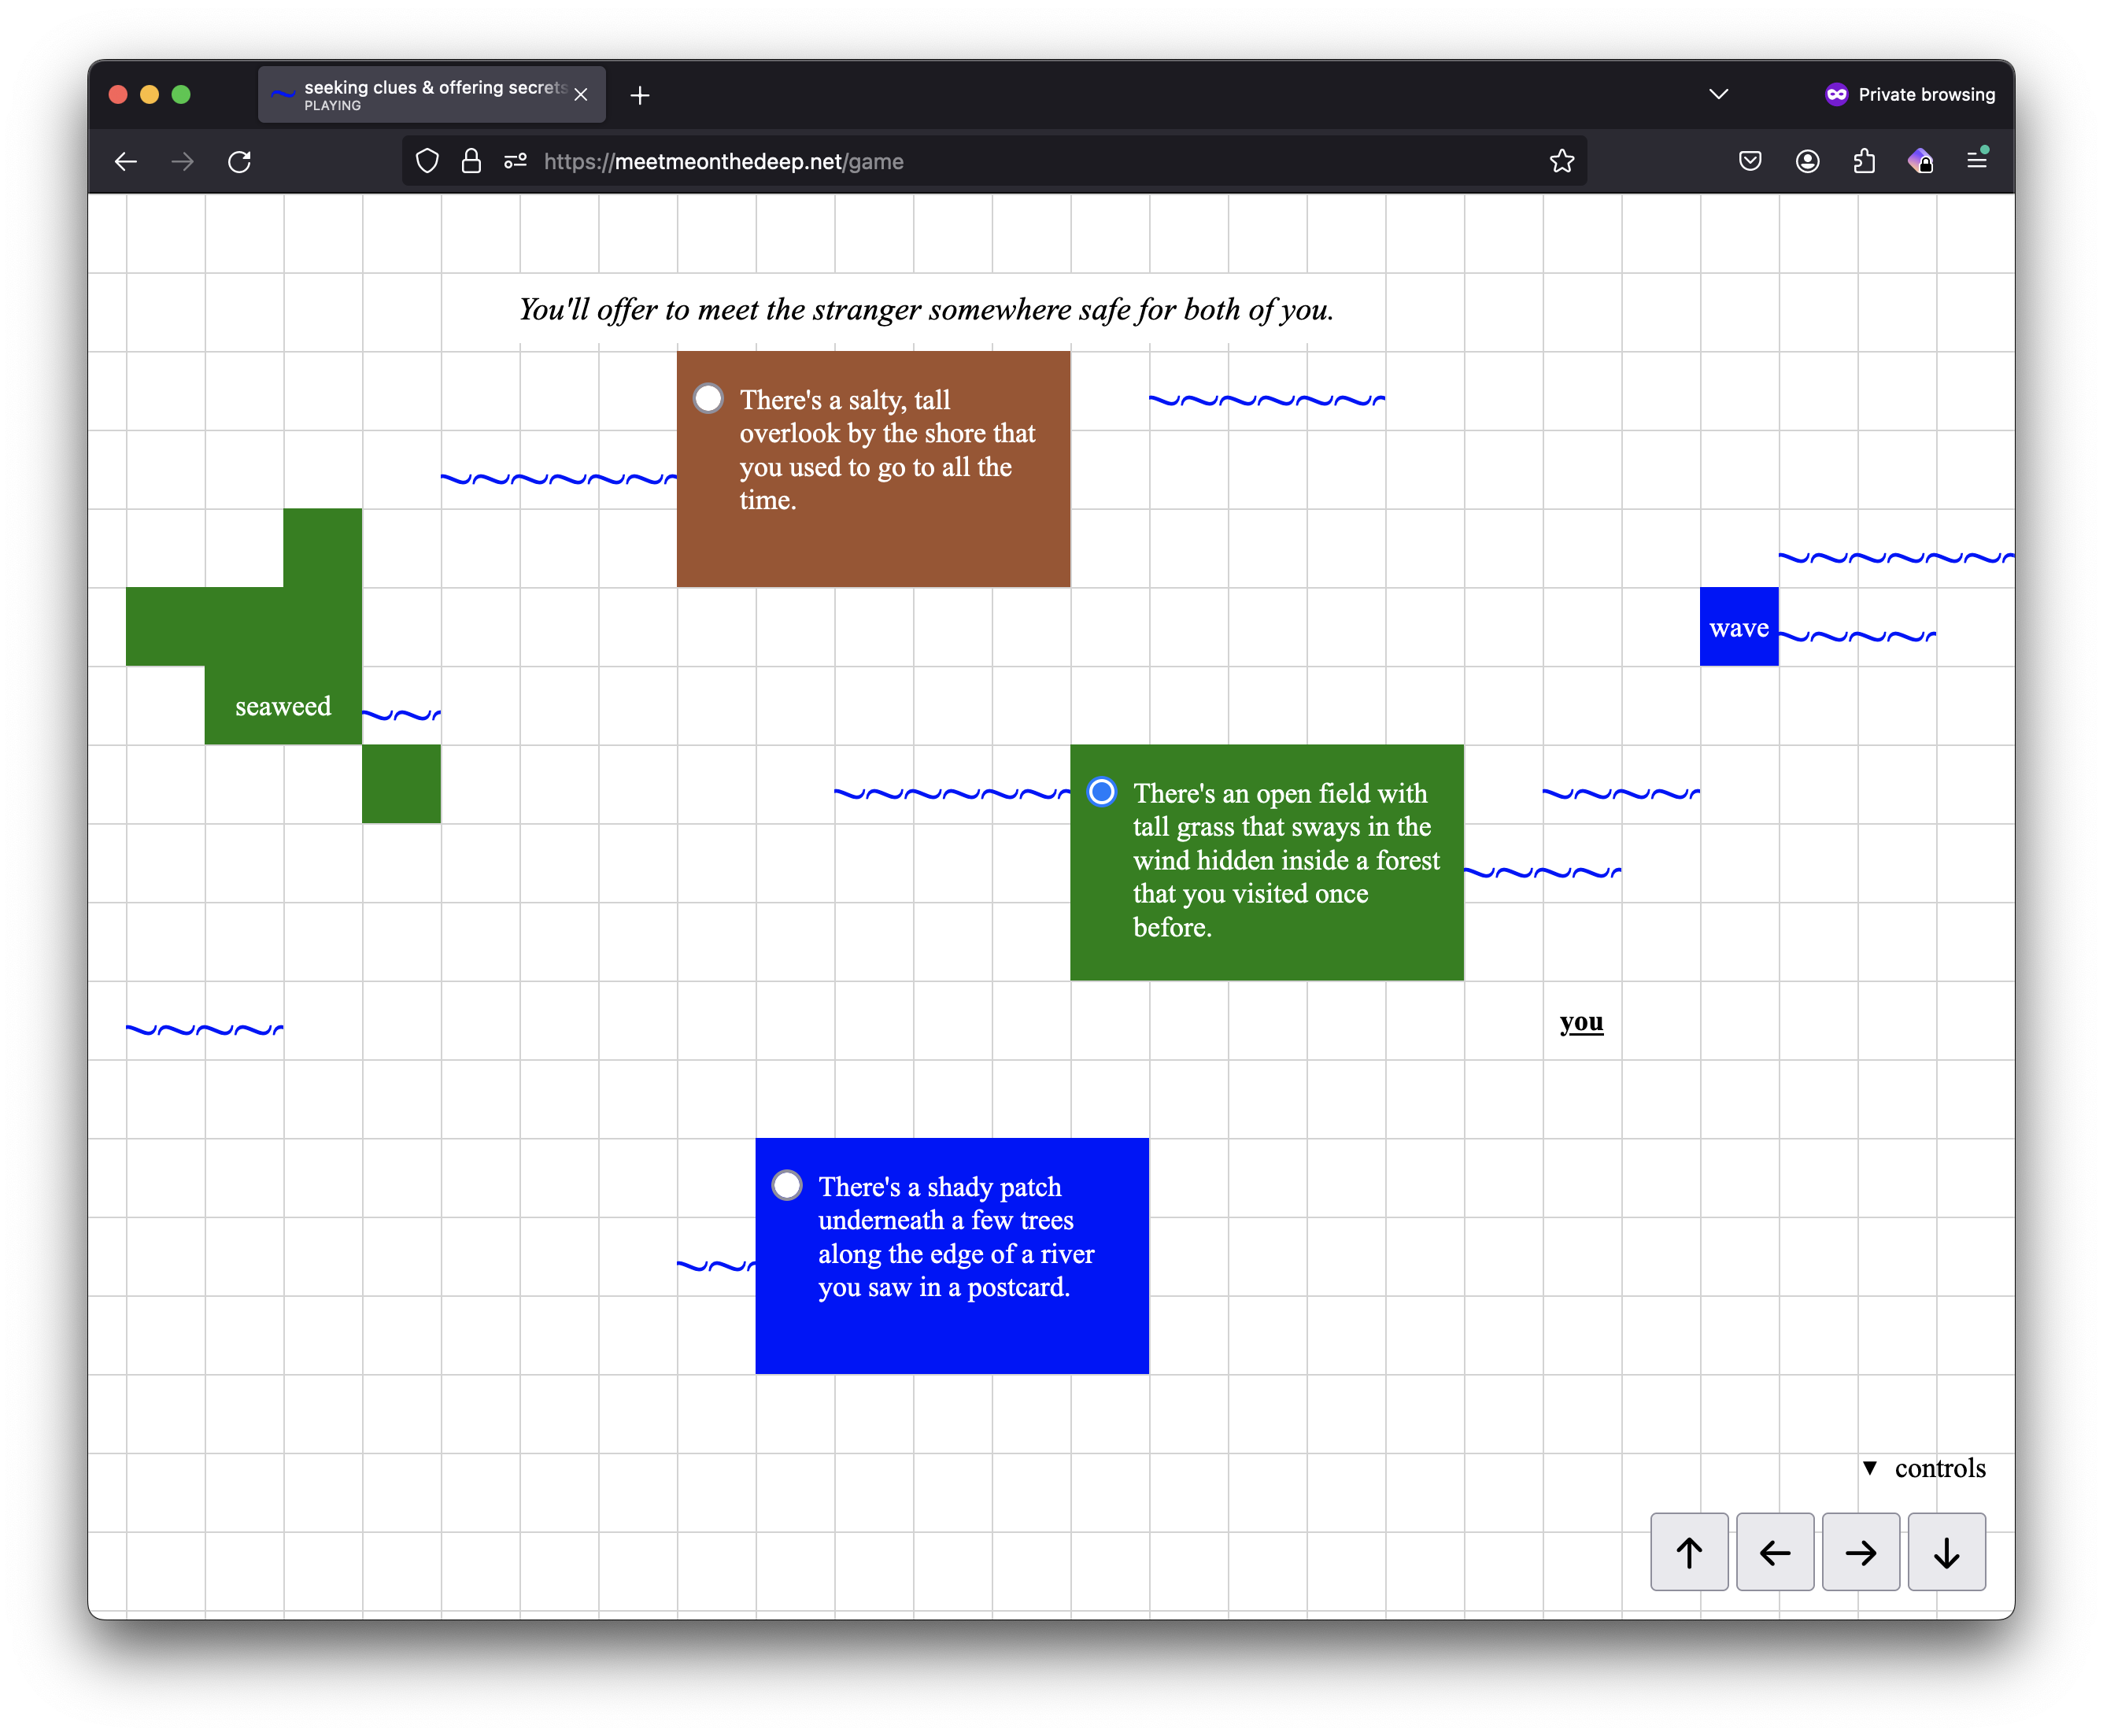 seeking clues & offering secrets
PLAYING
Private browsing
https://meetmeonthedeep.net/game
You'll offer to meet the stranger somewhere safe for both of you.
There's a salty, tall
overlook by the shore that
you used to go to all the
time.
wave
seaweed
There's an open field with
tall grass that sways in the
wind hidden inside a forest
that you visited once
before.
you
There's a shady patch
underneath a few trees
along the edge of a river
you saw in a postcard.
controls